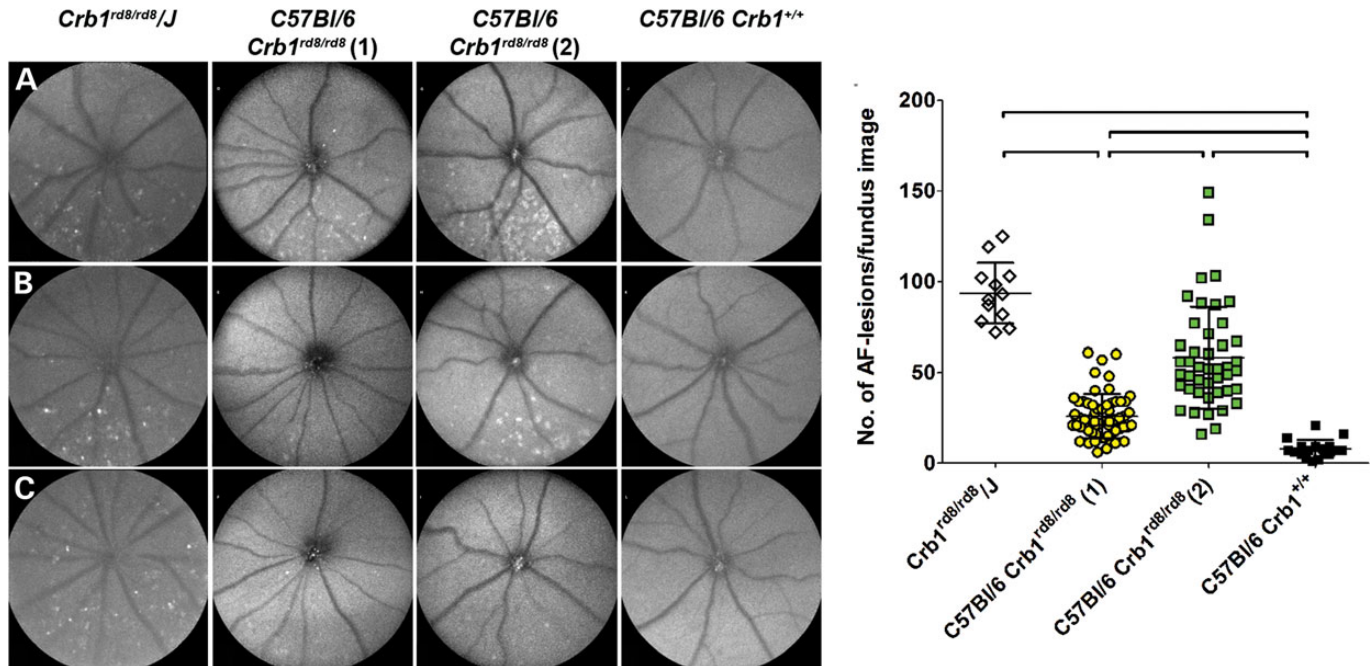 Crb1rd8/rd8/J
C57Bl/6
Crb1rd8/rd8 (1)
C57Bl/6
Crb1rd8/rd8 (2)
C57Bl/6 Crb1+/+
A
B
C
No. of AF-lesions/fundus image
200
150
100
50
0
Crb1rd8/rd8/J
C57Bl/6 Crb1rd8/rd8 (1)
C57Bl/6 Crb1rd8/rd8 (2)
C57Bl/6 Crb1+/+